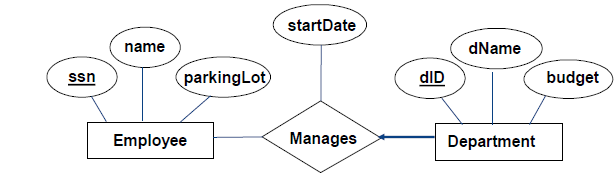 startDate
name
dName
ssn
parkingLot
dID
budget
Employee
Manages
Department